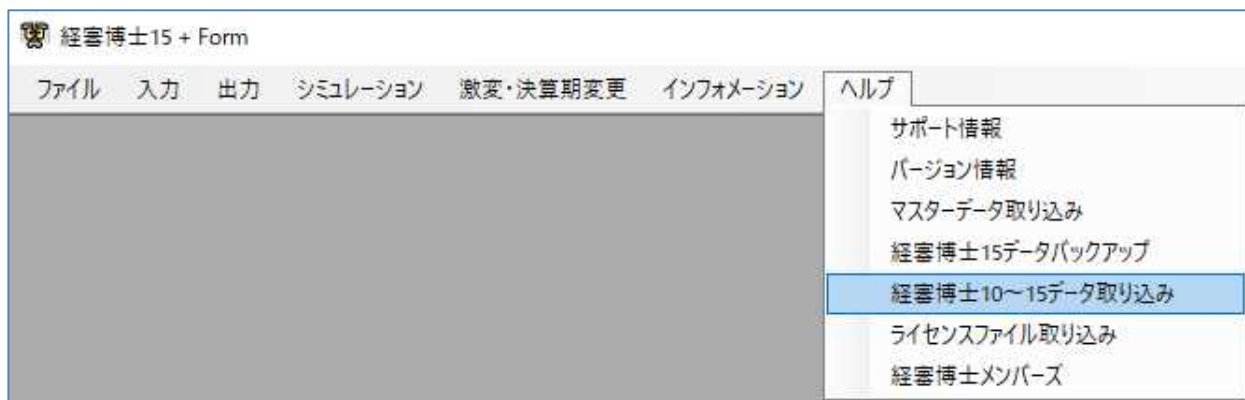 経審博士15 + Form
ファイル 入力 出力 シミュレーション 激変・決算期変更 インフォメーション ヘルプ
サポート情報
バージョン情報
マスターデータ取り込み
経審博士15データバックアップ
経審博士10～15データ取り込み
ライセンスファイル取り込み
経審博士メンバーズ